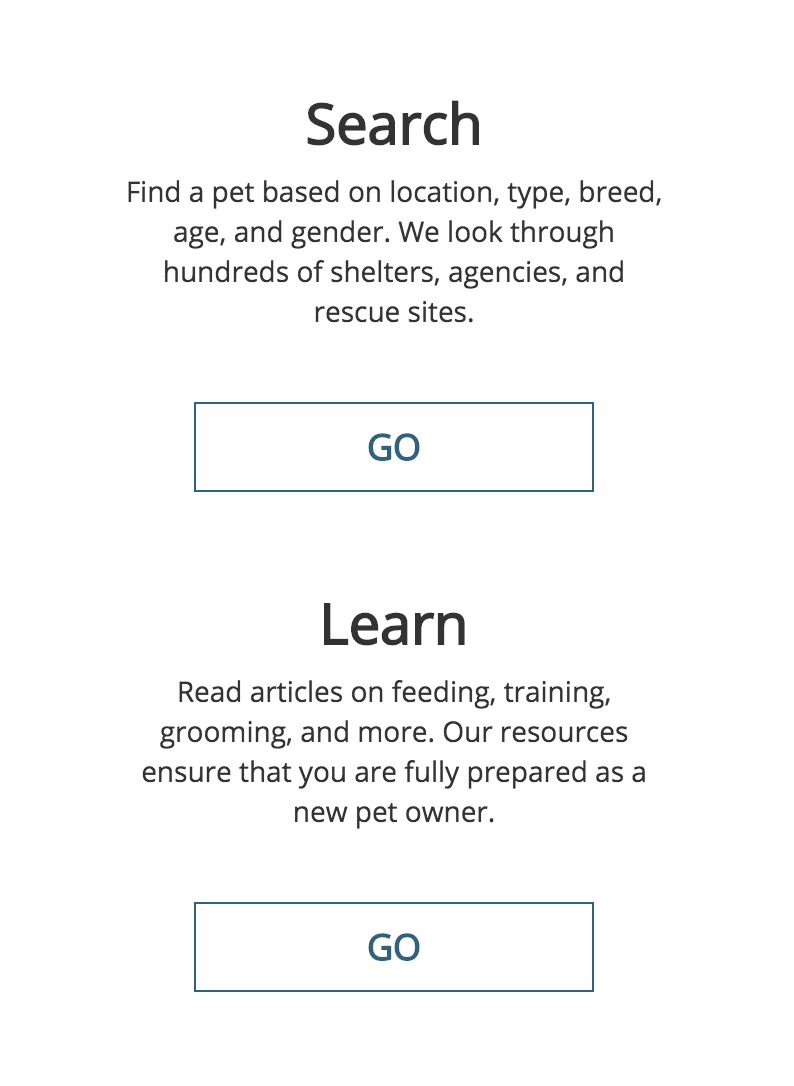 Search
Find a pet based on location, type, breed,
age, and gender. We look through
hundreds of shelters, agencies, and
rescue sites.
GO
Learn
Read articles on feeding, training,
grooming, and more. Our resources
ensure that you are fully prepared as a
new pet owner.
GO